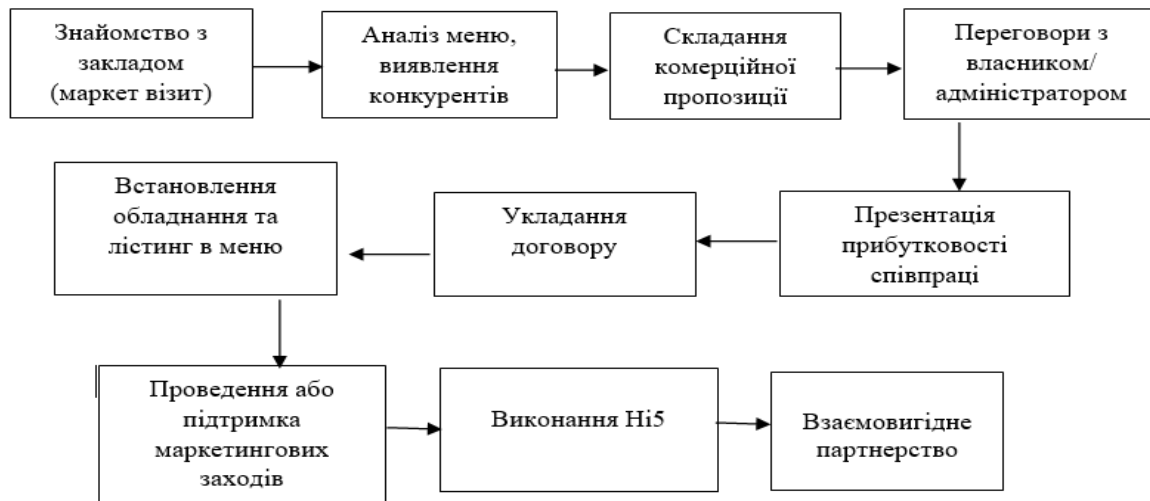 Знайомство з
закладом
(маркет візит)
Аналіз меню,
виявлення
конкурентів
Складання
комерційної
пропозиції
Переговори з
власником/
адміністратором
Презентація
прибутковості
співпраці
Укладання
договору
Встановлення
обладнання та
лістинг в меню
Проведення або
підтримка
маркетингових
заходів
Виконання Ні5
Взаємовигідне
партнерство